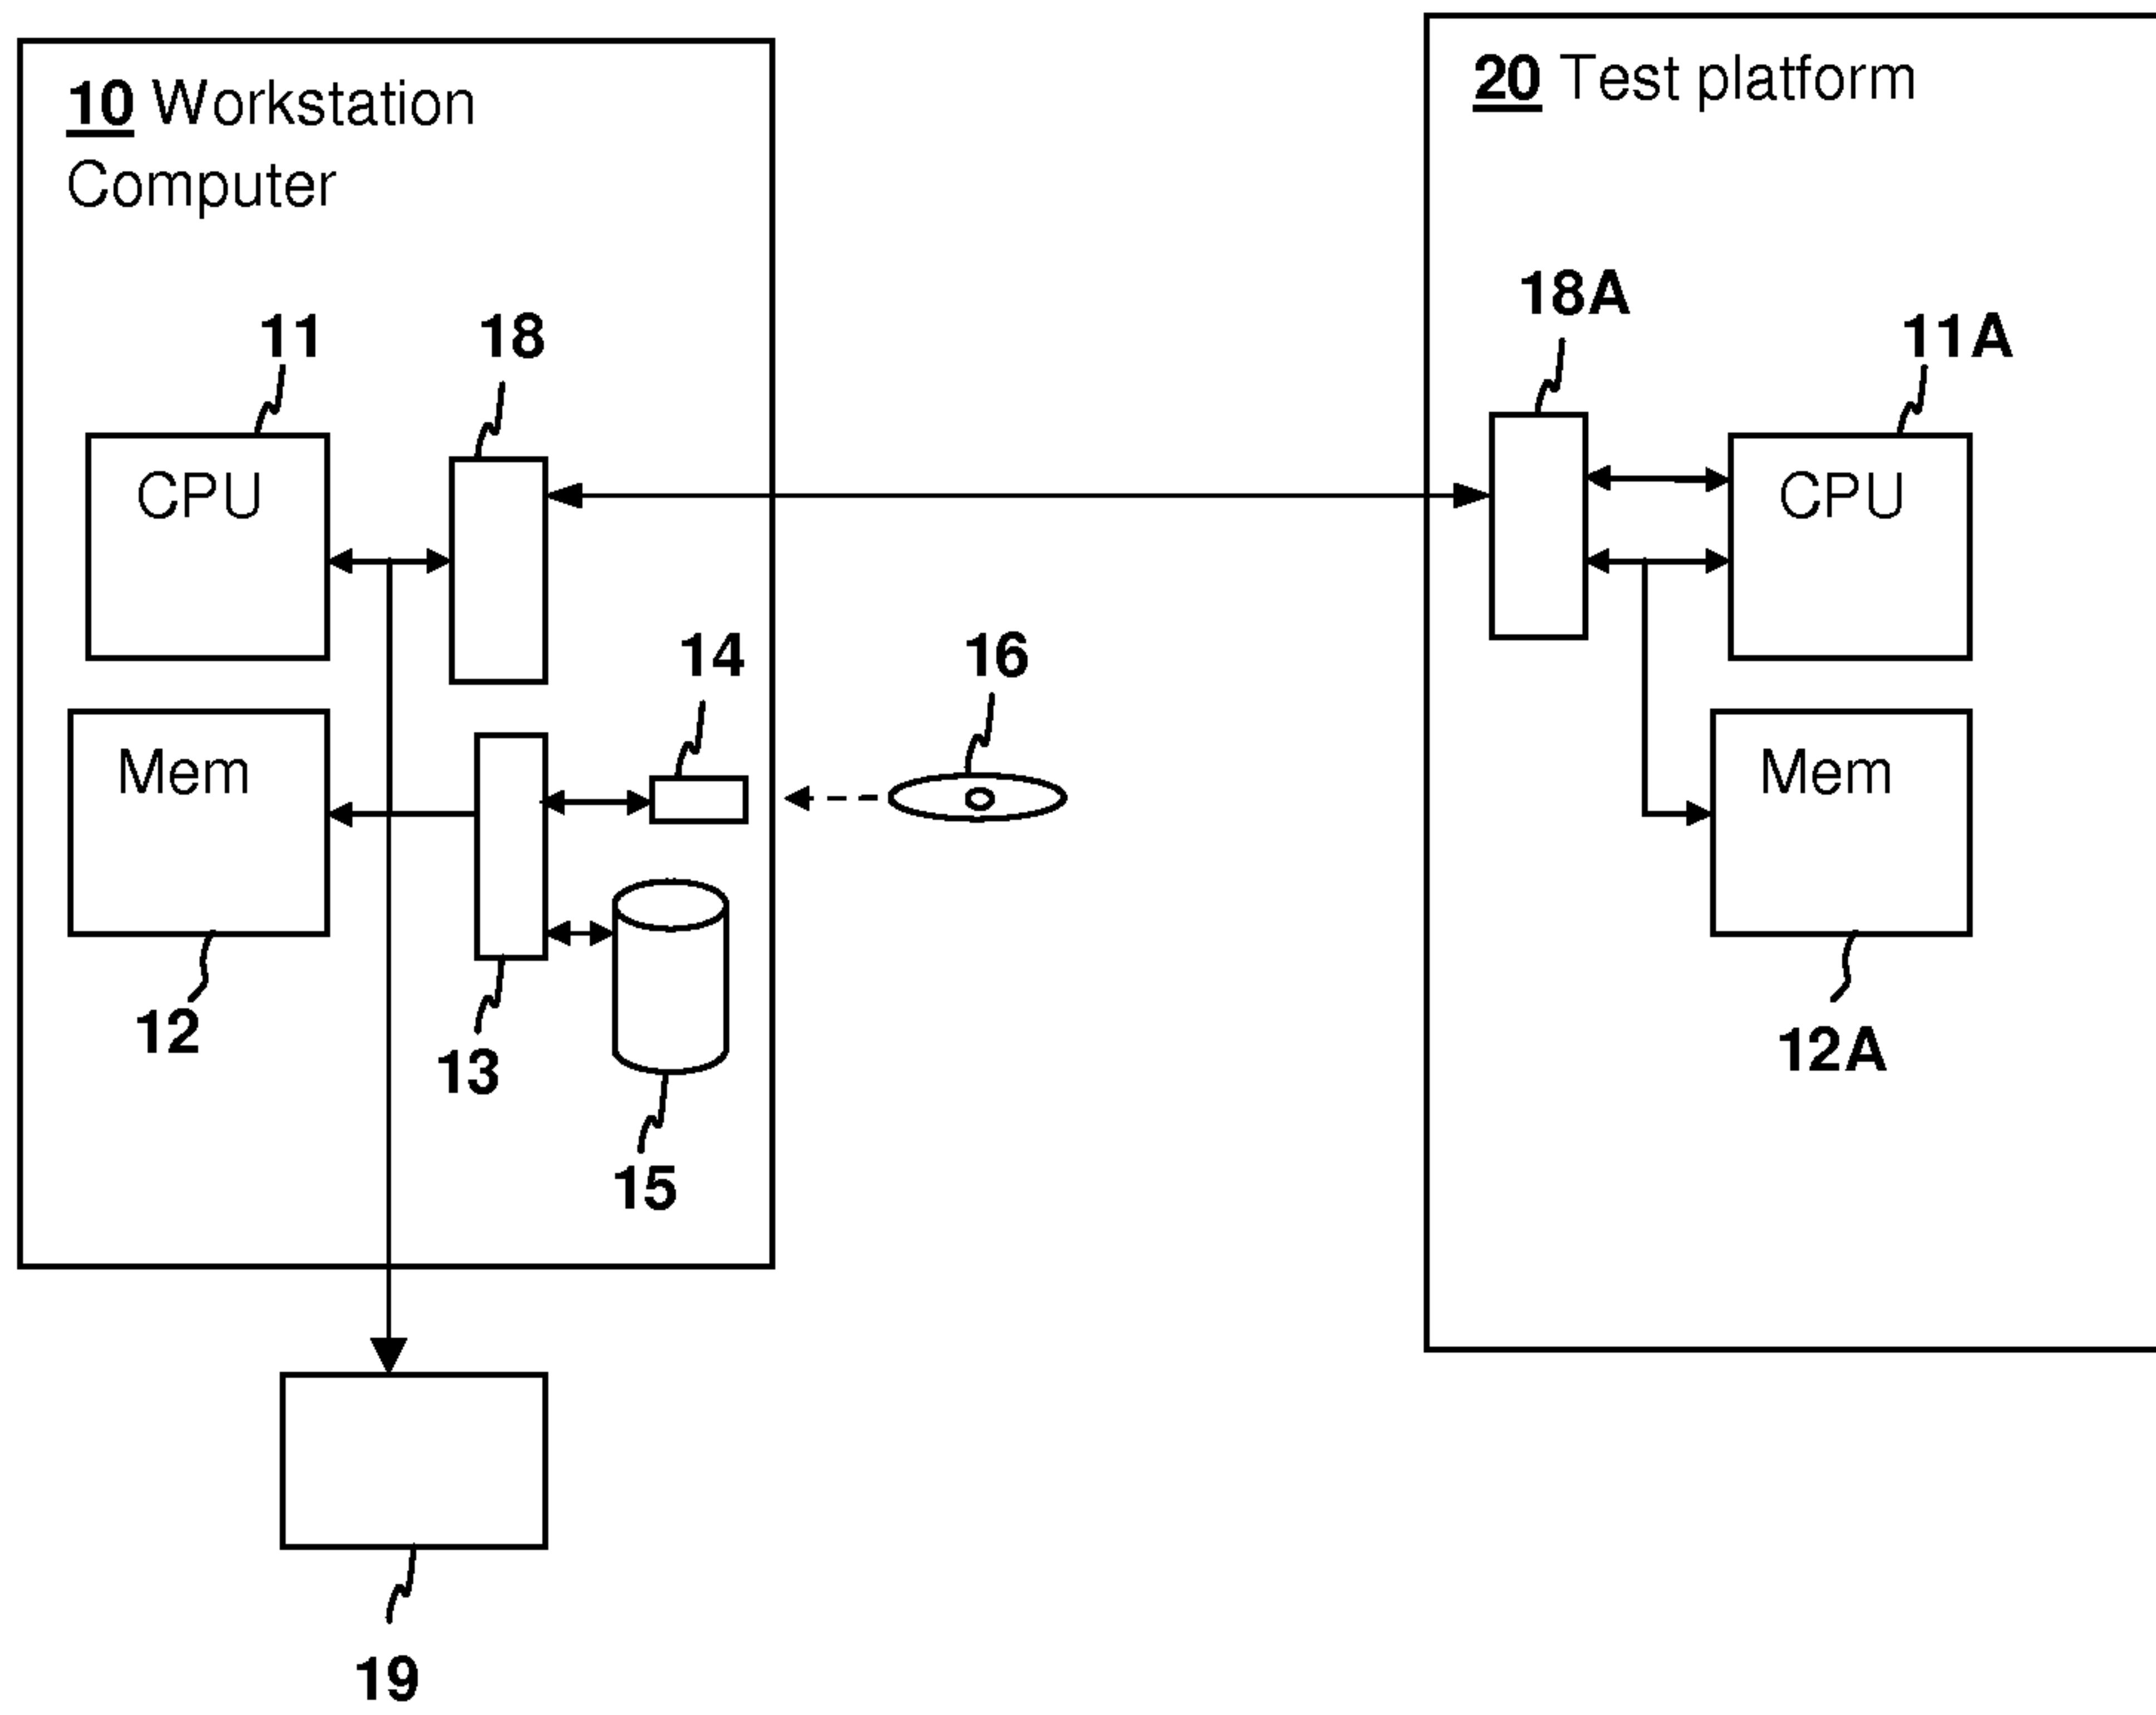 10 Workstation
Computer
20 Test platform
18A
11
18
11A
CPU
CPU
14
16
Mem
Mem
12
13
12A
15
19